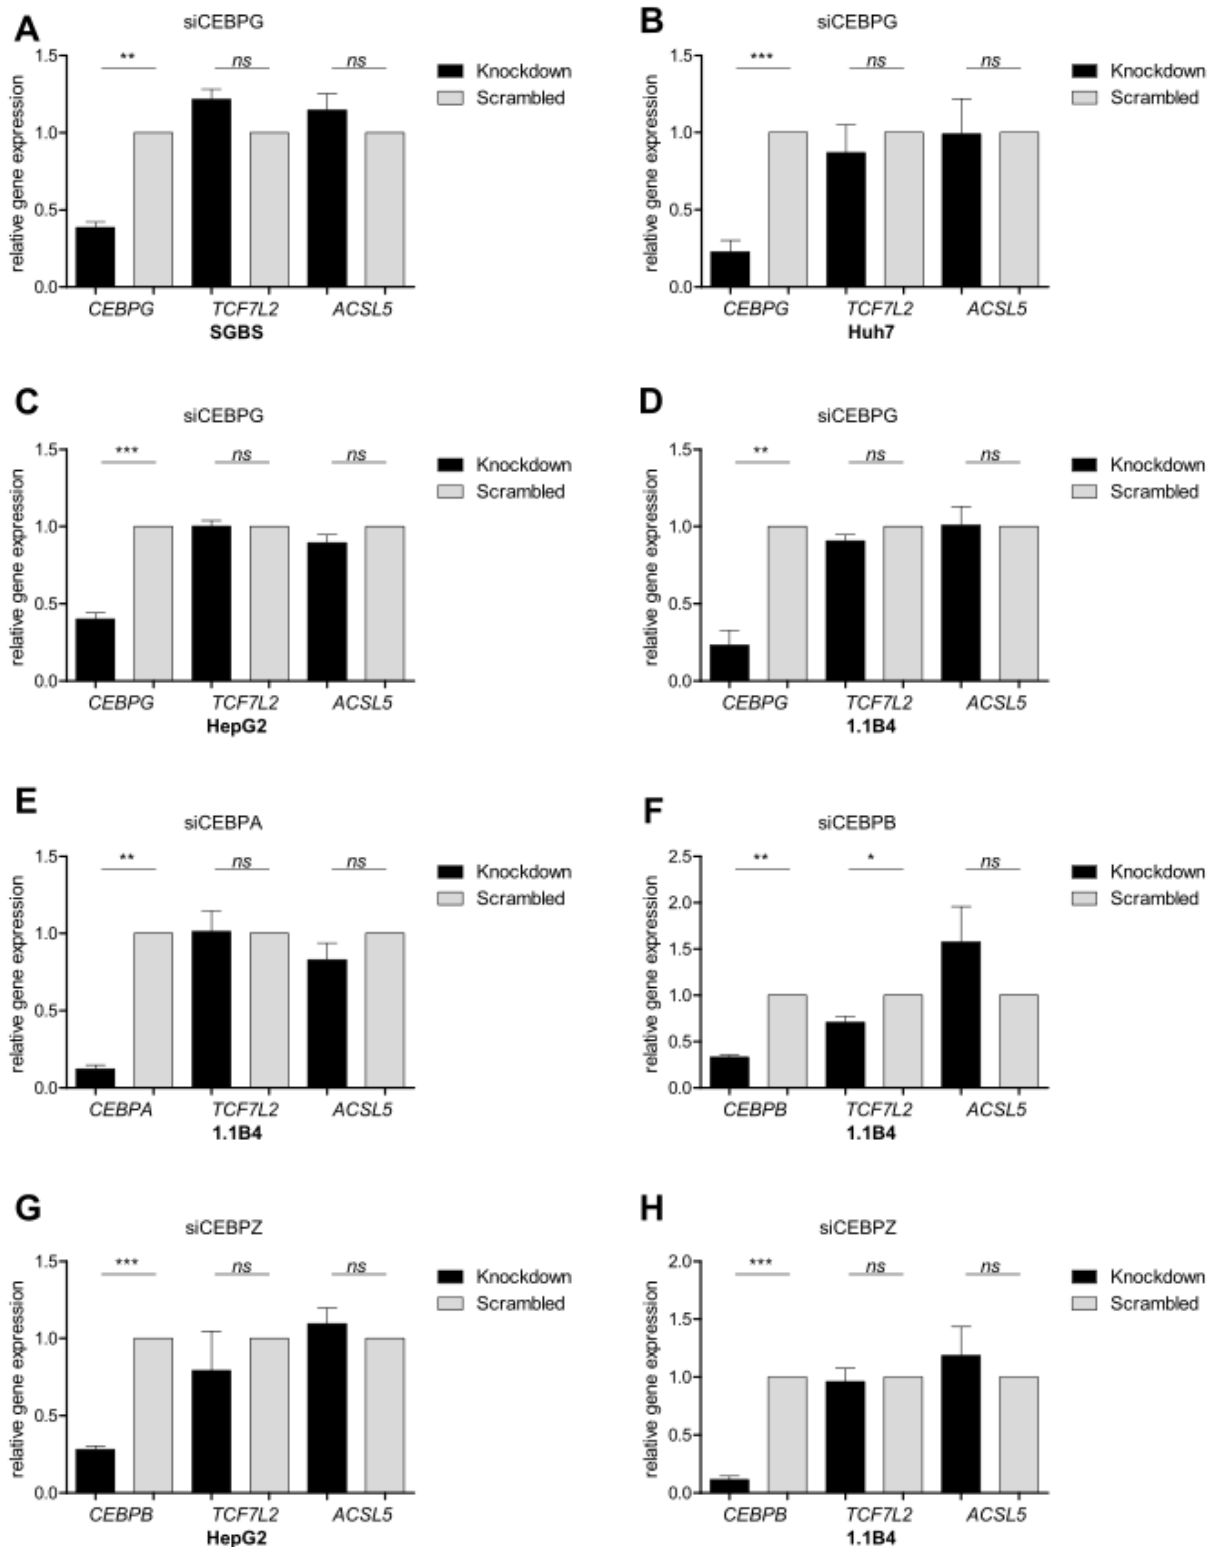 A
siCEBPG
1.5
1.0
0.5
0.0
relative gene expression
** ns ns
Knockdown
Scrambled
CEBPG TCF7L2 ACSL5
SGBS
B
siCEBPG
1.5
1.0
0.5
0.0
relative gene expression
*** ns ns
Knockdown
Scrambled
CEBPG TCF7L2 ACSL5
Huh7
C
siCEBPG
1.5
1.0
0.5
0.0
relative gene expression
*** ns ns
Knockdown
Scrambled
CEBPG TCF7L2 ACSL5
HepG2
D
siCEBPG
1.5
1.0
0.5
0.0
relative gene expression
** ns ns
Knockdown
Scrambled
CEBPG TCF7L2 ACSL5
1.1B4
E
siCEBPA
1.5
1.0
0.5
0.0
relative gene expression
** ns ns
Knockdown
Scrambled
CEBPA TCF7L2 ACSL5
1.1B4
F
siCEBPB
2.5
2.0
1.5
1.0
0.5
0.0
relative gene expression
** * ns
Knockdown
Scrambled
CEBPB TCF7L2 ACSL5
1.1B4
G
siCEBPZ
1.5
1.0
0.5
0.0
relative gene expression
*** ns ns
Knockdown
Scrambled
CEBPB TCF7L2 ACSL5
HepG2
H
siCEBPZ
2.0
1.5
1.0
0.5
0.0
relative gene expression
*** ns ns
Knockdown
Scrambled
CEBPB TCF7L2 ACSL5
1.1B4